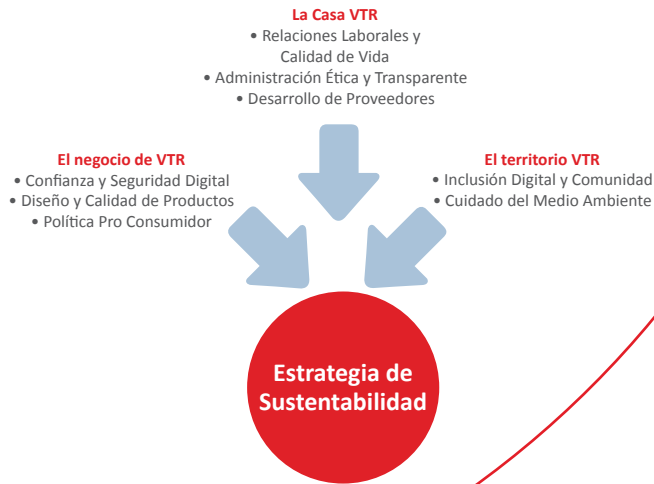 La Casa VTR
• Relaciones Laborales y
Calidad de Vida
• Administración Ética y Transparente
• Desarrollo de Proveedores
El negocio de VTR
• Confianza y Seguridad Digital
• Diseño y Calidad de Productos
• Política Pro Consumidor
El territorio VTR
• Inclusión Digital y Comunidad
• Cuidado del Medio Ambiente
Estrategia de
Sustentabilidad